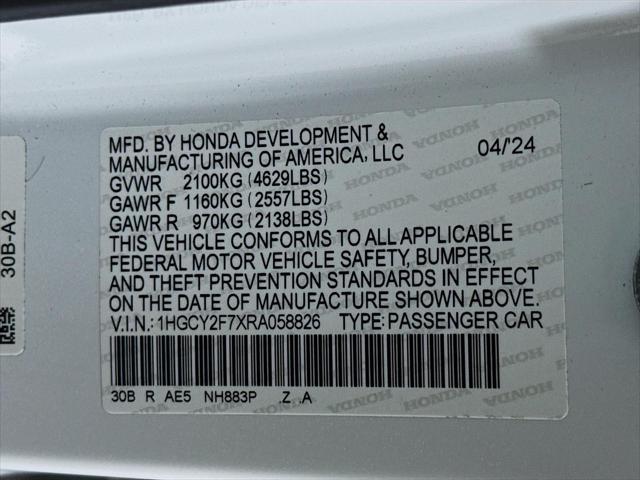 MFD. BY HONDA DEVELOPMENT &
MANUFACTURING OF AMERICA, LLC 04/'24
GVWR 2100KG (4629LBS)
GAWR F 1160KG (2557LBS)
GAWR R 970KG (2138LBS)
THIS VEHICLE CONFORMS TO ALL APPLICABLE
FEDERAL MOTOR VEHICLE SAFETY, BUMPER,
AND THEFT PREVENTION STANDARDS IN EFFECT
ON THE DATE OF MANUFACTURE SHOWN ABOVE.
V.I.N.: 1HGCY2F7XRA058826 TYPE: PASSENGER CAR
30B R AE5 NH883P .Z .A
30B-A2